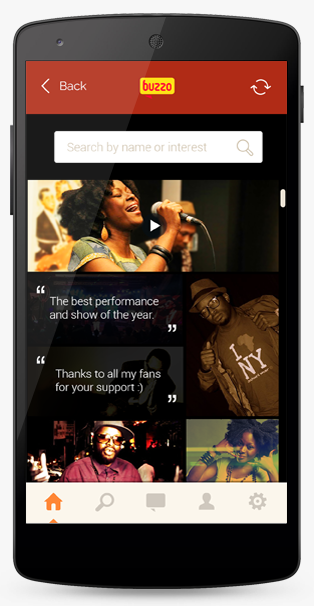 Back
buzzo
Search by name or interest
“
The best performance
and show of the year.
”
“
Thanks to all my fans
for your support :)
”
I
NY